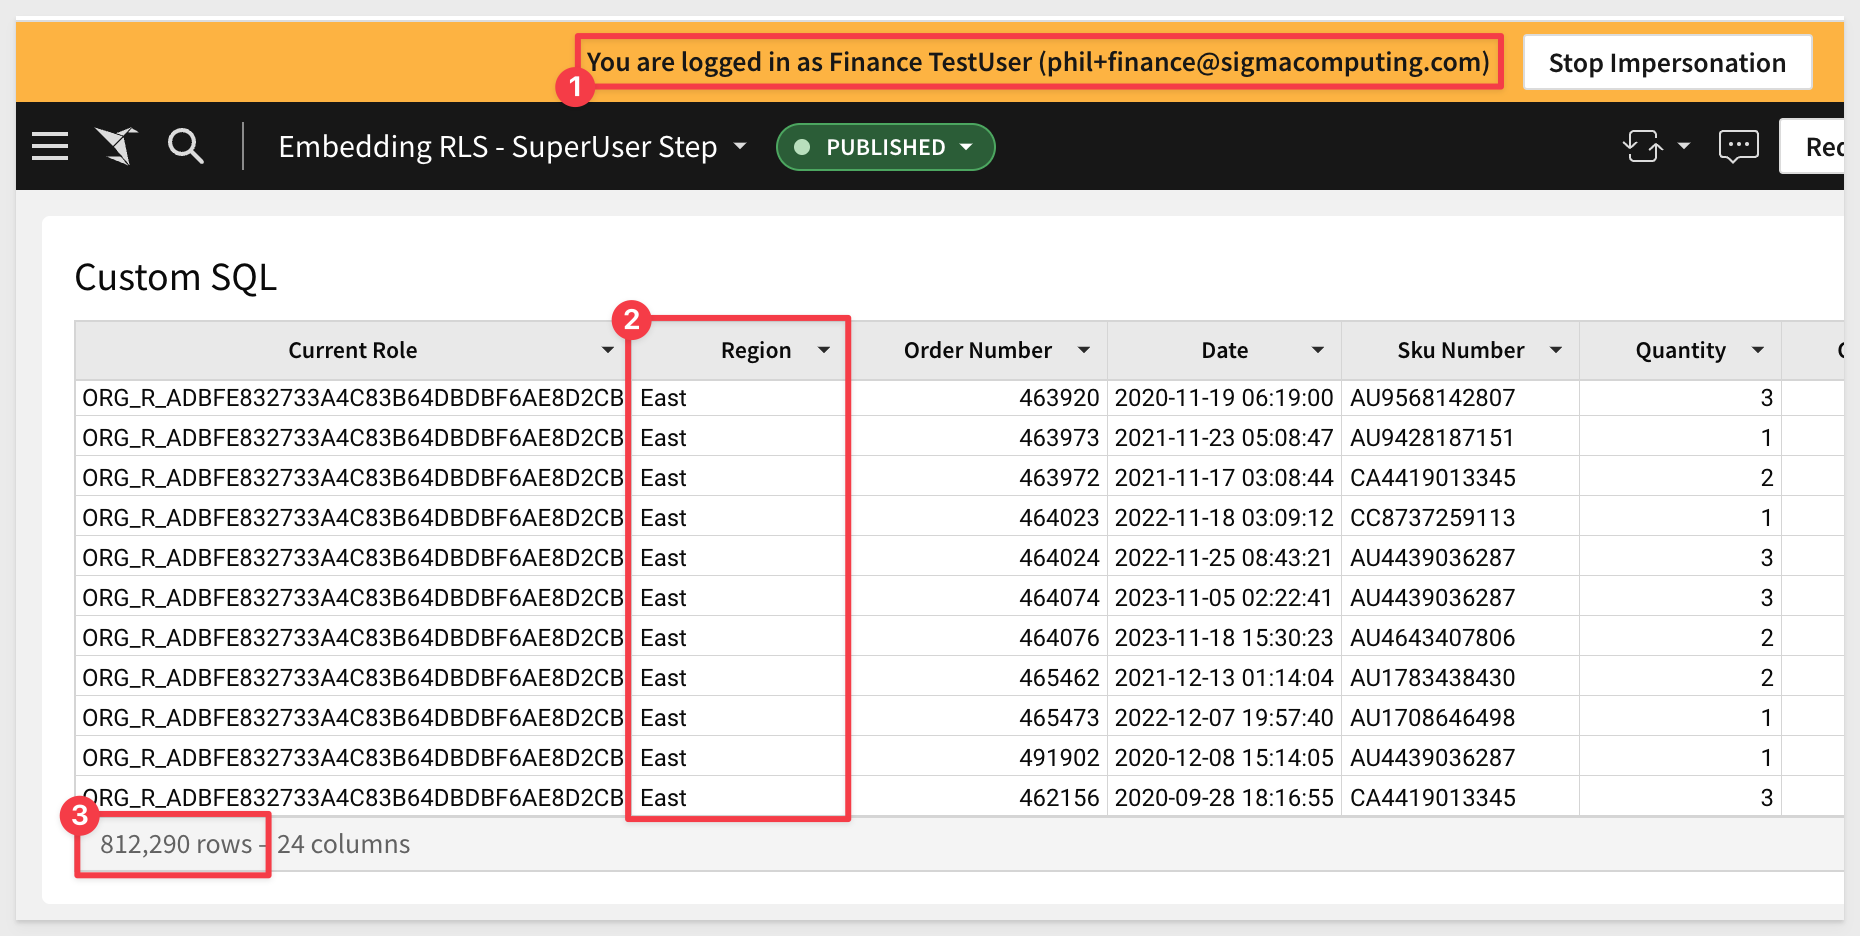 You are logged in as Finance TestUser (phil+finance@sigmacomputing.com)
Stop Impersonation
1
Embedding RLS - SuperUser Step
PUBLISHED
Rec
Custom SQL
2
Current Role Region Order Number Date Sku Number Quantity
ORG_R_ADBFE832733A4C83B64DBDBF6AE8D2CB East 463920 2020-11-19 06:19:00 AU9568142807 3
ORG_R_ADBFE832733A4C83B64DBDBF6AE8D2CB East 463973 2021-11-23 05:08:47 AU9428187151 1
ORG_R_ADBFE832733A4C83B64DBDBF6AE8D2CB East 463972 2021-11-17 03:08:44 CA4419013345 2
ORG_R_ADBFE832733A4C83B64DBDBF6AE8D2CB East 464023 2022-11-18 03:09:12 CC8737259113 1
ORG_R_ADBFE832733A4C83B64DBDBF6AE8D2CB East 464024 2022-11-25 08:43:21 AU4439036287 3
ORG_R_ADBFE832733A4C83B64DBDBF6AE8D2CB East 464074 2023-11-05 02:22:41 AU4439036287 3
ORG_R_ADBFE832733A4C83B64DBDBF6AE8D2CB East 464076 2023-11-18 15:30:23 AU4643407806 2
ORG_R_ADBFE832733A4C83B64DBDBF6AE8D2CB East 465462 2021-12-13 01:14:04 AU1783438430 2
ORG_R_ADBFE832733A4C83B64DBDBF6AE8D2CB East 465473 2022-12-07 19:57:40 AU1708646498 1
ORG_R_ADBFE832733A4C83B64DBDBF6AE8D2CB East 491902 2020-12-08 15:14:05 AU4439036287 1
ORG_R_ADBFE832733A4C83B64DBDBF6AE8D2CB East 462156 2020-09-28 18:16:55 CA4419013345 3
3
812,290 rows - 24 columns